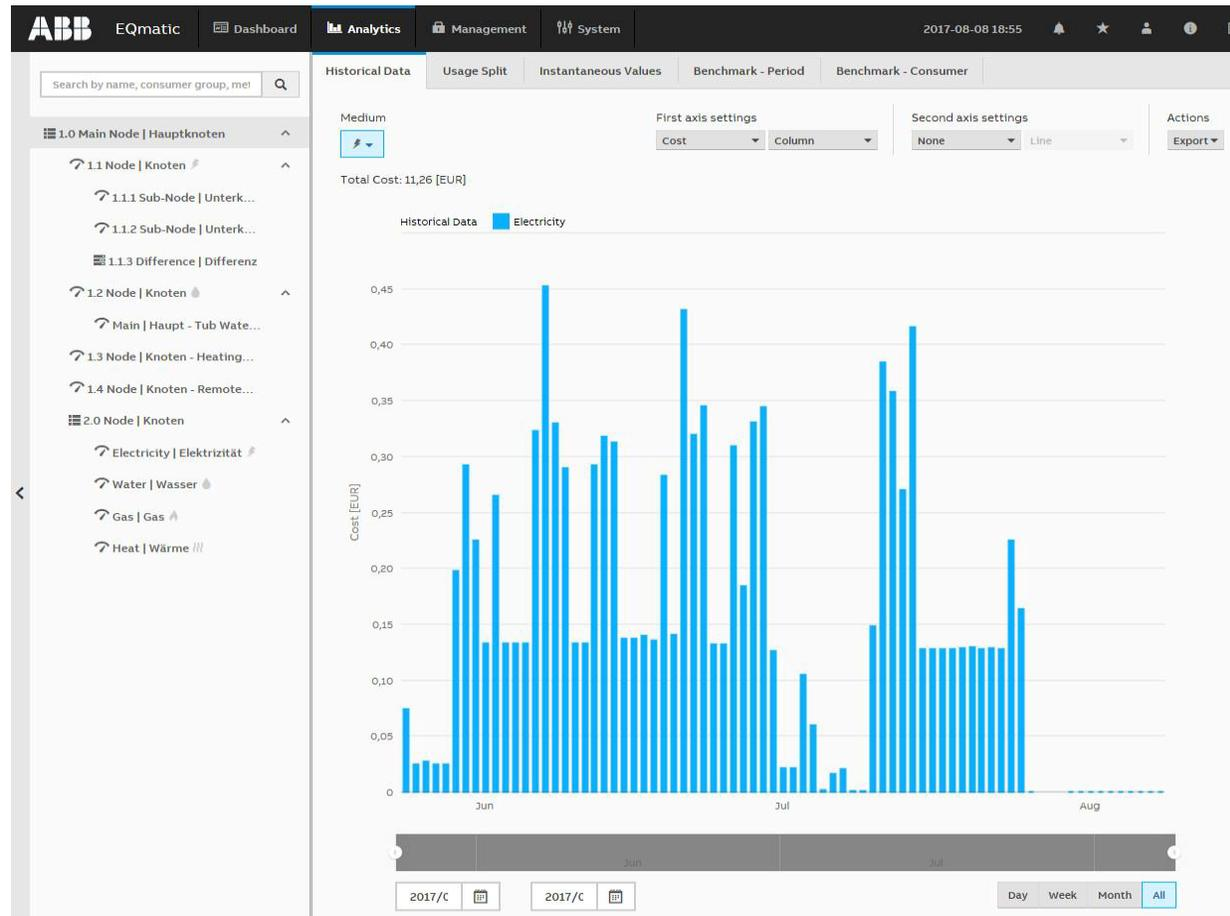 ABB EQmatic Dashboard Analytics Management System 2017-08-08 18:55
Historical Data Usage Split Instantaneous Values Benchmark - Period Benchmark - Consumer
Search by name, consumer group, met
1.0 Main Node | Hauptknoten
1.1 Node | Knoten
1.1.1 Sub-Node | Unterk...
1.1.2 Sub-Node | Unterk...
1.1.3 Difference | Differenz
1.2 Node | Knoten
Main | Haupt - Tub Wate...
1.3 Node | Knoten - Heating...
1.4 Node | Knoten - Remote...
2.0 Node | Knoten
Electricity | Elektrizität
Water | Wasser
Gas | Gas
Heat | Wärme
Medium First axis settings Second axis settings Actions
Cost Column None Line Export
Total Cost: 11,26 [EUR]
Historical Data Electricity
Cost [EUR]
0,45
0,40
0,35
0,30
0,25
0,20
0,15
0,10
0,05
0
Jun Jul Aug
Jun Jul
2017/0 2017/0 Day Week Month All